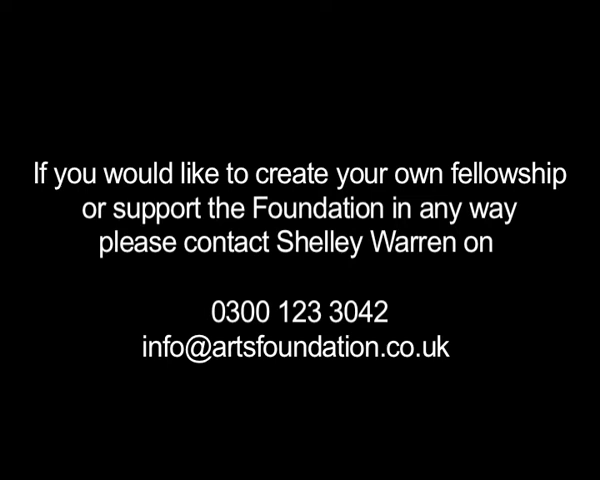 If you would like to create your own fellowship
or support the Foundation in any way
please contact Shelley Warren on
0300 123 3042
info@artsfoundation.co.uk